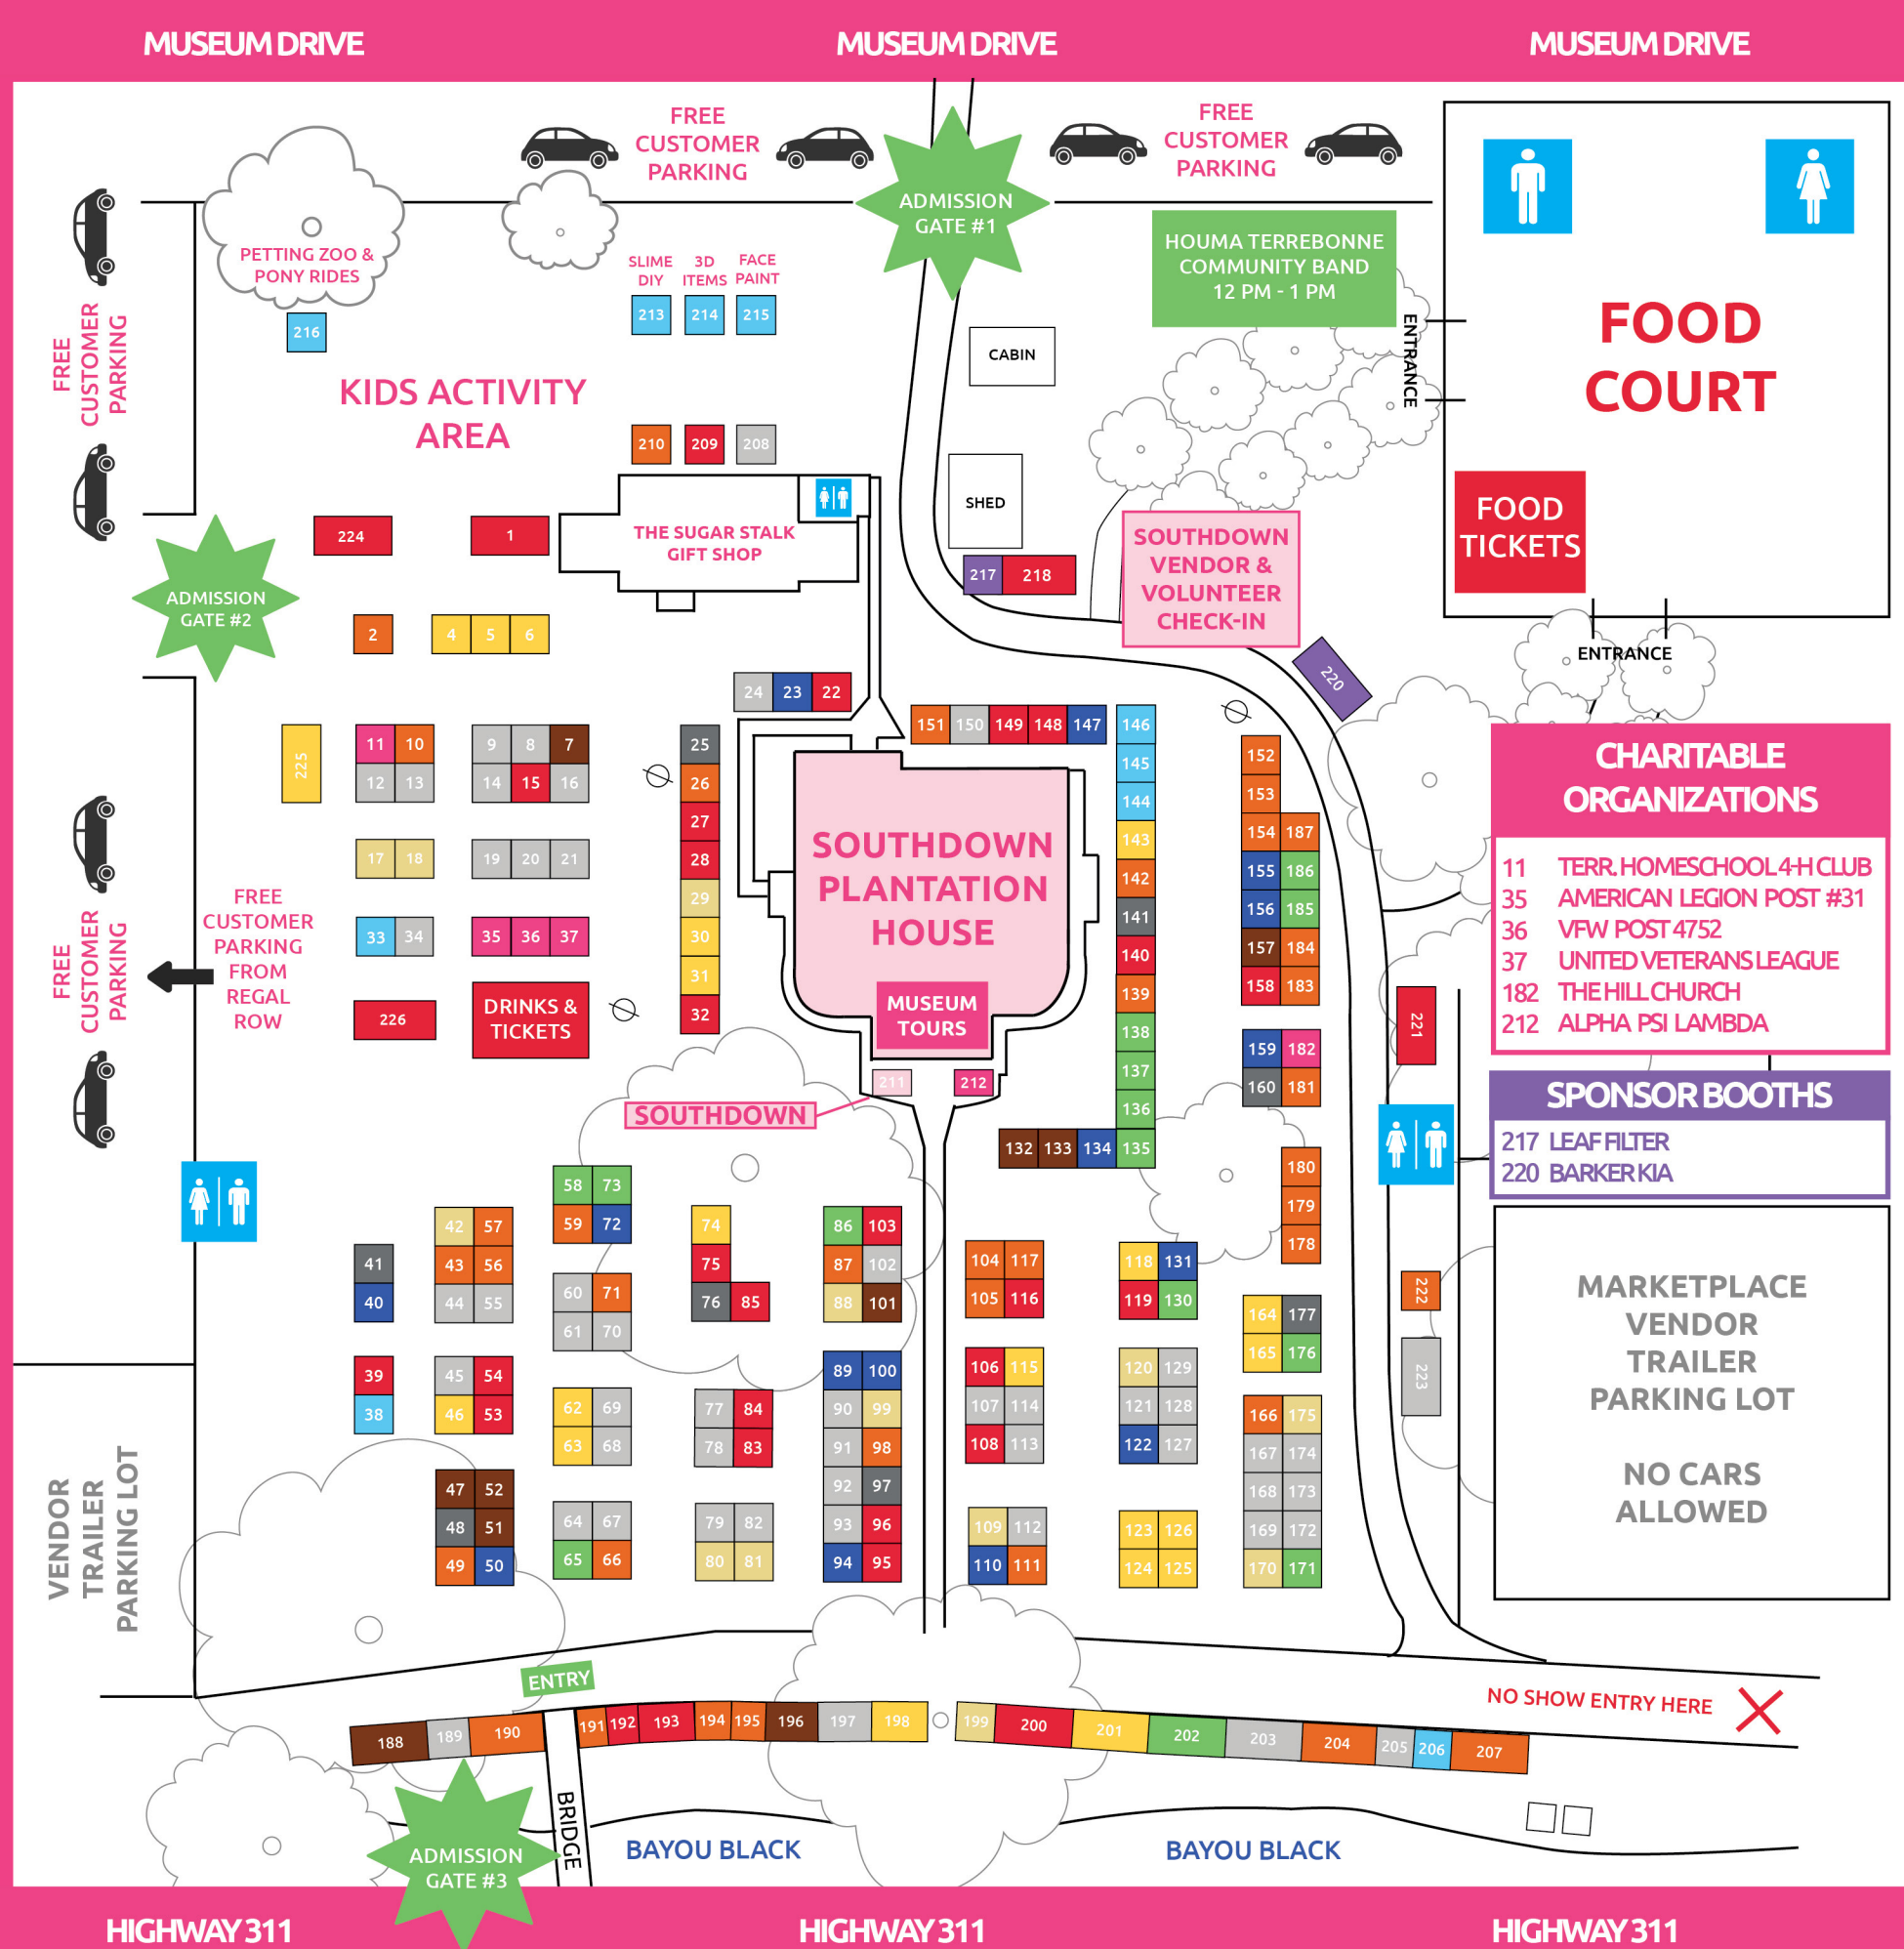 MUSEUM DRIVE
MUSEUM DRIVE
MUSEUM DRIVE
FREE
CUSTOMER
PARKING
FREE
CUSTOMER
PARKING
ADMISSION
GATE #1
HOUMA TERREBONNE
COMMUNITY BAND
12 PM - 1 PM
PETTING ZOO &
PONY RIDES
216
SLIME
DIY
3D
ITEMS
FACE
PAINT
213 214 215
FREE
CUSTOMER
PARKING
KIDS ACTIVITY
AREA
210 209 208
CABIN
SHED
ENTRANCE
FOOD
COURT
FOOD
TICKETS
ENTRANCE
224
1
THE SUGAR STALK
GIFT SHOP
217 218
SOUTHDOWN
VENDOR &
VOLUNTEER
CHECK-IN
220
ADMISSION
GATE #2
2
4 5 6
24 23 22
225
11 10
12 13
9 8 7
14 15 16
17 18
19 20 21
33 34
35 36 37
226
DRINKS &
TICKETS
FREE
CUSTOMER
PARKING
FROM
REGAL
ROW
FREE
CUSTOMER
PARKING
25
26
27
28
29
30
31
32
SOUTHDOWN
PLANTATION
HOUSE
MUSEUM
TOURS
211
212
SOUTHDOWN
151 150 149 148 147 146
145
144
143
142
141
140
139
138
137
136
132 133 134 135
152
153
154 187
155 186
156 185
157 184
158 183
159 182
160 181
180
179
178
221
222
223
CHARITABLE
ORGANIZATIONS
11 TERR. HOMESCHOOL 4-H CLUB
35 AMERICAN LEGION POST #31
36 VFW POST 4752
37 UNITED VETERANS LEAGUE
182 THE HILL CHURCH
212 ALPHA PSI LAMBDA
SPONSOR BOOTHS
217 LEAF FILTER
220 BARKER KIA
MARKETPLACE
VENDOR
TRAILER
PARKING LOT
NO CARS
ALLOWED
41
40
39
38
42 57
43 56
44 55
45 54
46 53
47 52
48 51
49 50
58 73
59 72
60 71
61 70
62 69
63 68
64 67
65 66
74
75
76 85
77 84
78 83
79 82
80 81
86 103
87 102
88 101
89 100
90 99
91 98
92 97
93 96
94 95
104 117
105 116
106 115
107 114
108 113
109 112
110 111
118 131
119 130
120 129
121 128
122 127
123 126
124 125
164 177
165 176
166 175
167 174
168 173
169 172
170 171
VENDOR
TRAILER
PARKING LOT
ENTRY
NO SHOW ENTRY HERE
188 189 190 191 192 193 194 195 196 197 198 199 200 201 202 203 204 205 206 207
BRIDGE
ADMISSION
GATE #3
BAYOU BLACK
BAYOU BLACK
HIGHWAY 311
HIGHWAY 311
HIGHWAY 311